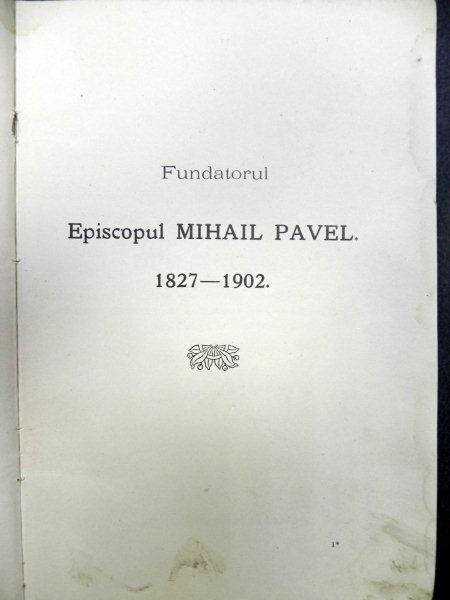 Fundatorul
Episcopul MIHAIL PAVEL.
1827—1902.
1*